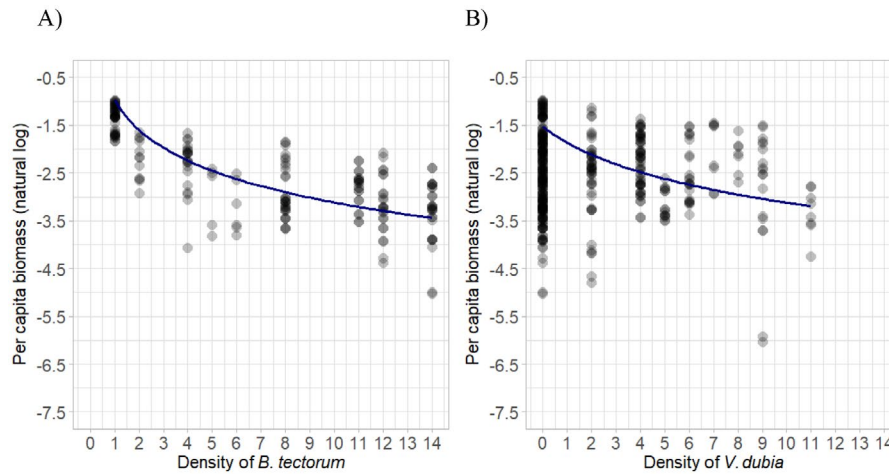 A)
B)
Per capita biomass (natural log)
-0.5
-1.5
-2.5
-3.5
-4.5
-5.5
-6.5
-7.5
0 1 2 3 4 5 6 7 8 9 10 11 12 13 14
Density of B. tectorum
Per capita biomass (natural log)
-0.5
-1.5
-2.5
-3.5
-4.5
-5.5
-6.5
-7.5
0 1 2 3 4 5 6 7 8 9 10 11 12 13 14
Density of V. dubia